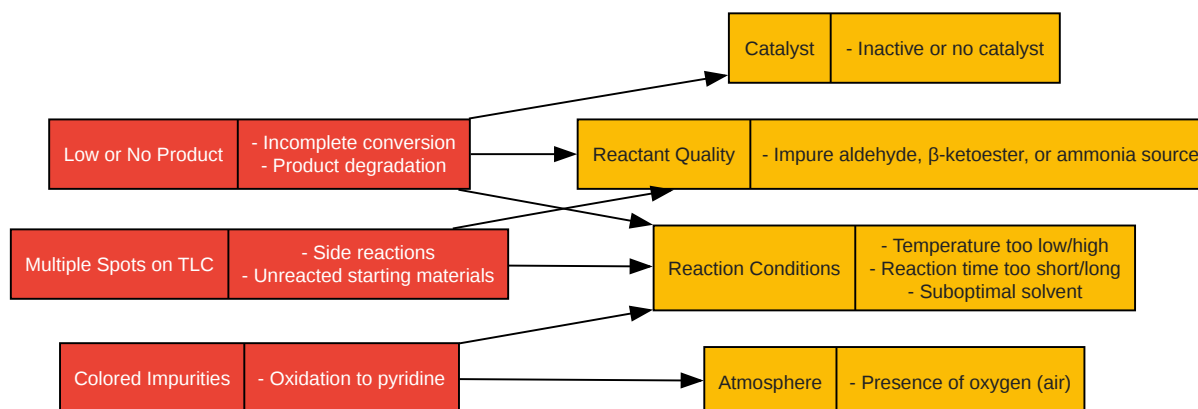 Catalyst
- Inactive or no catalyst
Low or No Product
- Incomplete conversion
- Product degradation
Reactant Quality
- Impure aldehyde, β-ketoester, or ammonia source
Multiple Spots on TLC
- Side reactions
- Unreacted starting materials
Reaction Conditions
- Temperature too low/high
- Reaction time too short/long
- Suboptimal solvent
Colored Impurities
- Oxidation to pyridine
Atmosphere
- Presence of oxygen (air)